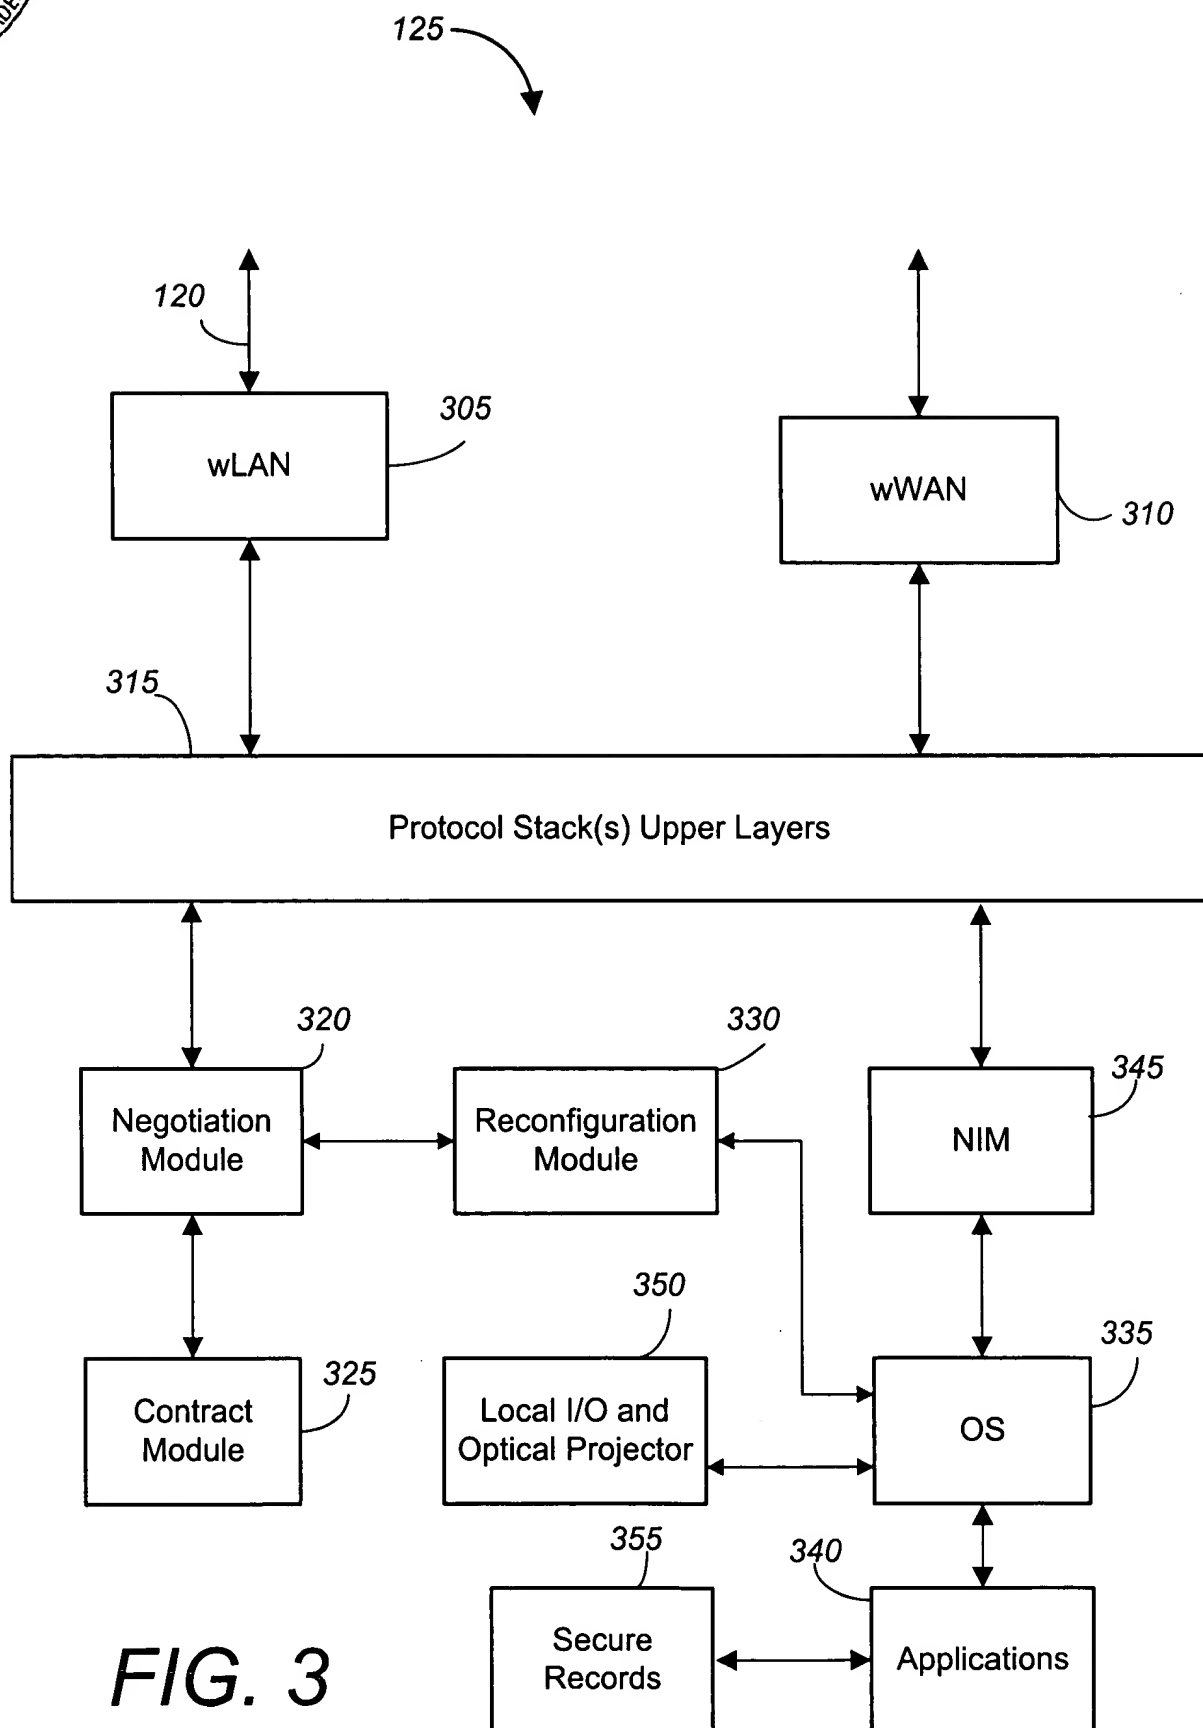 125
120
305
wLAN
wWAN
310
315
Protocol Stack(s) Upper Layers
320
330
345
Negotiation
Module
Reconfiguration
Module
NIM
350
335
325
Contract
Module
Local I/O and
Optical Projector
OS
355
340
Secure
Records
Applications
FIG. 3